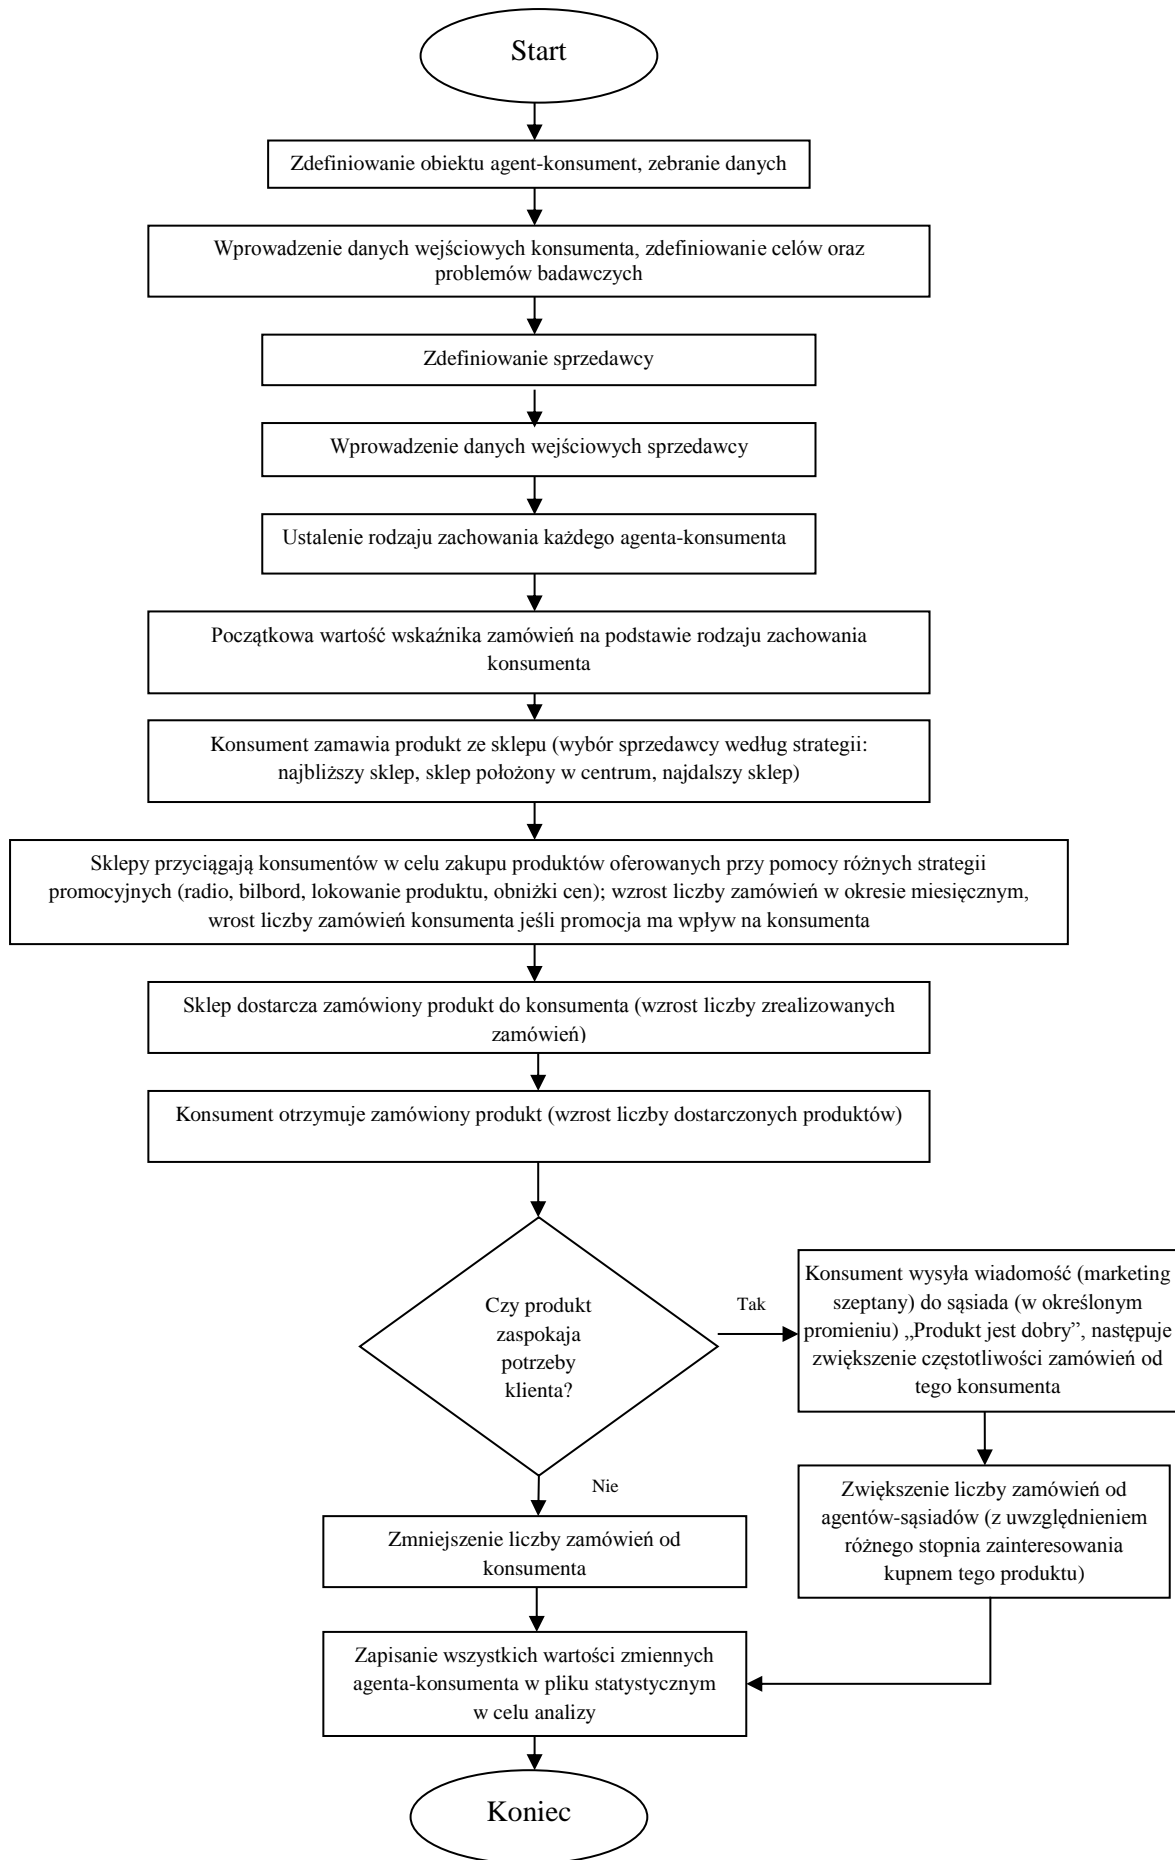 Start
Zdefiniowanie obiektu agent-konsument, zebranie danych
Wprowadzenie danych wejściowych konsumenta, zdefiniowanie celów oraz
problemów badawczych
Zdefiniowanie sprzedawcy
Wprowadzenie danych wejściowych sprzedawcy
Ustalenie rodzaju zachowania każdego agenta-konsumenta
Początkowa wartość wskaźnika zamówień na podstawie rodzaju zachowania
konsumenta
Konsument zamawia produkt ze sklepu (wybór sprzedawcy według strategii:
najbliższy sklep, sklep położony w centrum, najdalszy sklep)
Sklepy przyciągają konsumentów w celu zakupu produktów oferowanych przy pomocy różnych strategii
promocyjnych (radio, bilbord, lokowanie produktu, obniżki cen); wzrost liczby zamówień w okresie miesięcznym,
wrost liczby zamówień konsumenta jeśli promocja ma wpływ na konsumenta
Sklep dostarcza zamówiony produkt do konsumenta (wzrost liczby zrealizowanych
zamówień)
Konsument otrzymuje zamówiony produkt (wzrost liczby dostarczonych produktów)
Czy produkt
zaspokaja
potrzeby
klienta?
Tak
Konsument wysyła wiadomość (marketing
szeptany) do sąsiada (w określonym
promieniu) „Produkt jest dobry”, następuje
zwiększenie częstotliwości zamówień od
tego konsumenta
Zwiększenie liczby zamówień od
agentów-sąsiadów (z uwzględnieniem
różnego stopnia zainteresowania
kupnem tego produktu)
Nie
Zmniejszenie liczby zamówień od
konsumenta
Zapisanie wszystkich wartości zmiennych
agenta-konsumenta w pliku statystycznym
w celu analizy
Koniec